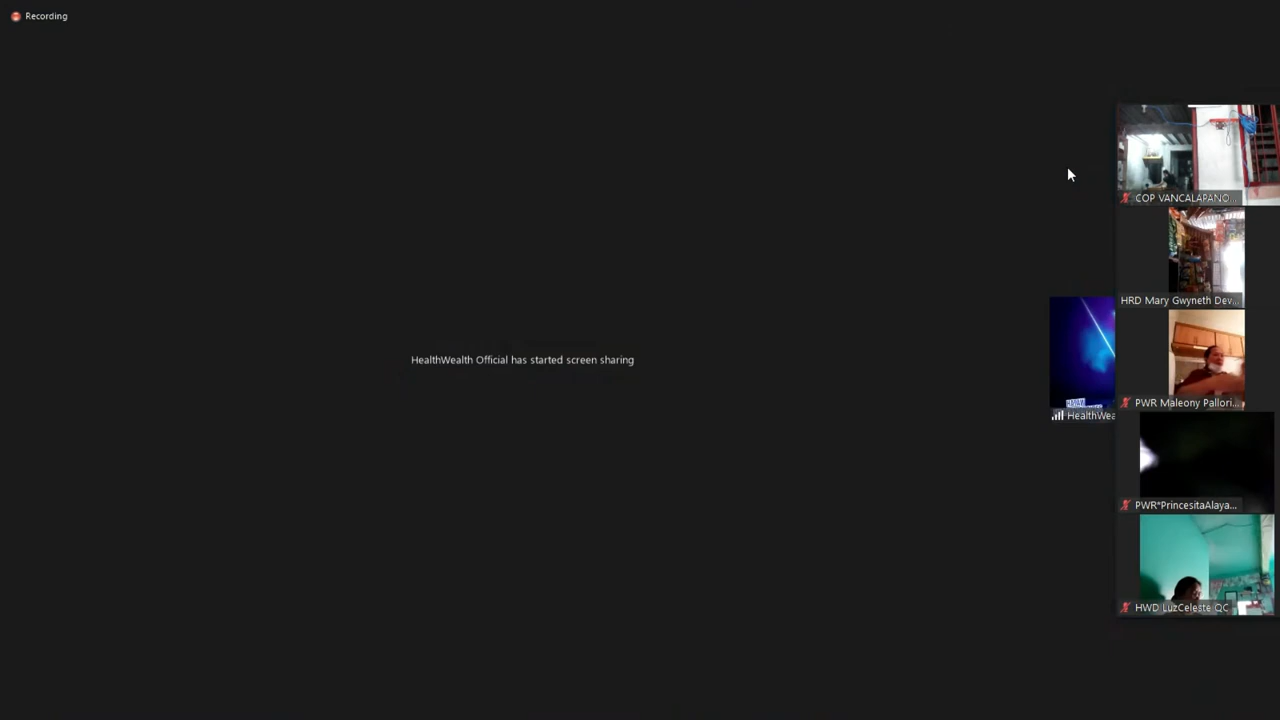 Recording
COP VANCALAPANO...
HRD Mary Gwyneth Dev...
HealthWealth Official has started screen sharing
PWR Maleony Pallori...
HealthWea
PWR*PrincesitaAlaya...
HWD LuzCeleste QC